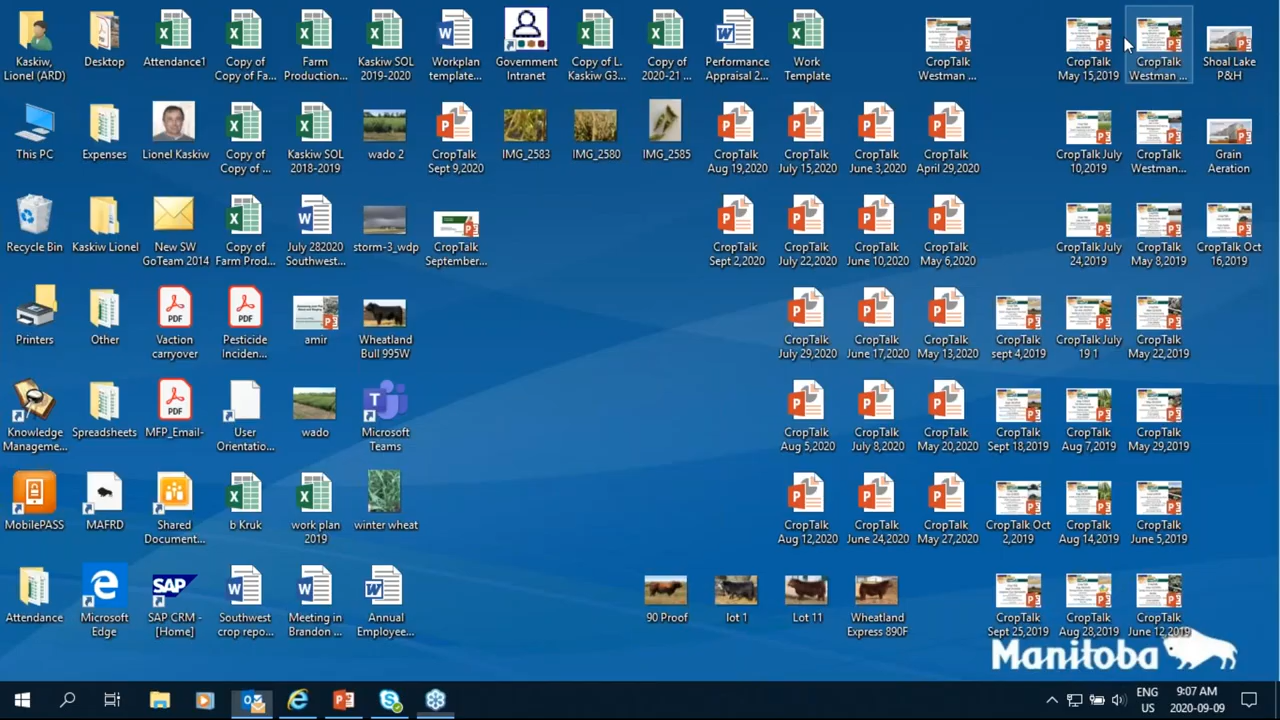 Kaskiw,
Lionel (ARD)
Desktop
Attendance1
Copy of
Copy of Fa...
Farm
Production...
Kaskiw SOL
2019-2020
Workplan
template...
Government
Intranet
Copy of L.
Kaskiw G3...
Copy of
2020-21 ...
Performance
Appraisal 2...
Work
Template
CropTalk
Westman ...
CropTalk
May 15,2019
CropTalk
Westman ...
Shoal Lake
P&H
This PC
Expenses
Lionel Kaskiw
Copy of
Copy of ...
Kaskiw SOL
2018-2019
wado 2
CropTalk
Sept 9,2020
IMG_2583
IMG_2580
IMG_2585
CropTalk
Aug 19,2020
CropTalk
July 15,2020
CropTalk
June 3,2020
CropTalk
April 29,2020
CropTalk July
10,2019
CropTalk
Westman...
Grain
Aeration
Recycle Bin
Kaskiw Lionel
New SW
GoTeam 2014
Copy of
Farm Prod...
July 282020
Southwest...
storm-3_wdp
CropTalk
September...
CropTalk
Sept 2,2020
CropTalk
July 22,2020
CropTalk
June 10,2020
CropTalk
May 6,2020
CropTalk July
24,2019
CropTalk
May 8,2019
CropTalk Oct
16,2019
Printers
Other
PDF
Vaction
carryover
PDF
Pesticide
Inciden...
amir
Wheatland
Bull 995W
CropTalk
July 29,2020
CropTalk
June 17,2020
CropTalk
May 13,2020
CropTalk
sept 4,2019
CropTalk July
19 1
CropTalk
May 22,2019
Knowledge
Manageme...
Spreadsheets
PDF
MFP_Email-
User
Orientatio...
wado
Microsoft
Teams
CropTalk
Aug 5,2020
CropTalk
July 8,2020
CropTalk
May 20,2020
CropTalk
Sept 18,2019
CropTalk
Aug 7,2019
CropTalk
May 29,2019
MobilePASS
MAFRD
Shared
Document...
b Kruk
work plan
2019
winter wheat
CropTalk
Aug 12,2020
CropTalk
June 24,2020
CropTalk
May 27,2020
CropTalk Oct
2,2019
CropTalk
Aug 14,2019
CropTalk
June 5,2019
Attendance
Microsoft
Edge
SAP
SAP CRM -
[Home]
Southwest
crop repo...
Meeting in
Brandon ...
Annual
Employee...
90 Proof
lot 1
Lot 11
Wheatland
Express 890F
CropTalk
Sept 25,2019
CropTalk
Aug 28,2019
CropTalk
June 12,2019
Manitoba
ENG
US
9:07 AM
2020-09-09